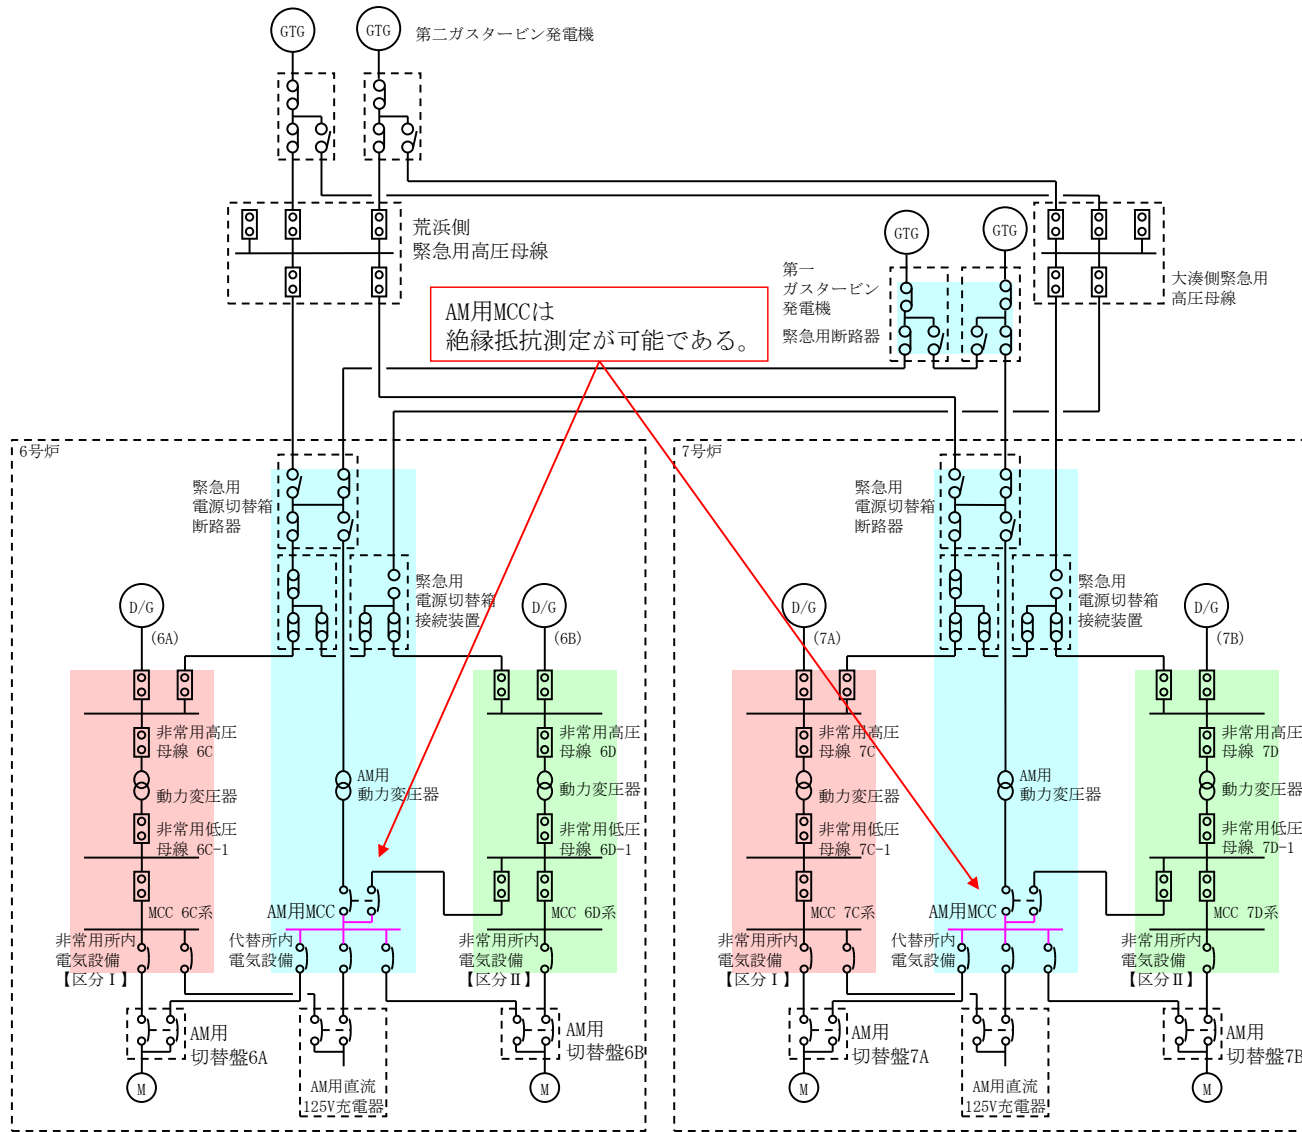 GTG
GTG
第二ガスタービン発電機
荒浜側
緊急用高圧母線
GTG
GTG
第一
ガスタービン
発電機
緊急用断路器
大湊側緊急用
高圧母線
AM用MCCは
絶縁抵抗測定が可能である。
6号炉
緊急用
電源切替箱
断路器
緊急用
電源切替箱
接続装置
D/G
(6A)
D/G
(6B)
非常用高圧
母線 6C
動力変圧器
非常用低圧
母線 6C-1
MCC 6C系
非常用所内
電気設備
【区分Ⅰ】
AM用
動力変圧器
AM用MCC
代替所内
電気設備
非常用高圧
母線 6D
動力変圧器
非常用低圧
母線 6D-1
MCC 6D系
非常用所内
電気設備
【区分Ⅱ】
AM用
切替盤6A
M
AM用直流
125V充電器
AM用
切替盤6B
M
7号炉
緊急用
電源切替箱
断路器
緊急用
電源切替箱
接続装置
D/G
(7A)
D/G
(7B)
非常用高圧
母線 7C
動力変圧器
非常用低圧
母線 7C-1
MCC 7C系
非常用所内
電気設備
【区分Ⅰ】
AM用
動力変圧器
AM用MCC
代替所内
電気設備
非常用高圧
母線 7D
動力変圧器
非常用低圧
母線 7D-1
MCC 7D系
非常用所内
電気設備
【区分Ⅱ】
AM用
切替盤7A
M
AM用直流
125V充電器
AM用
切替盤7B
M